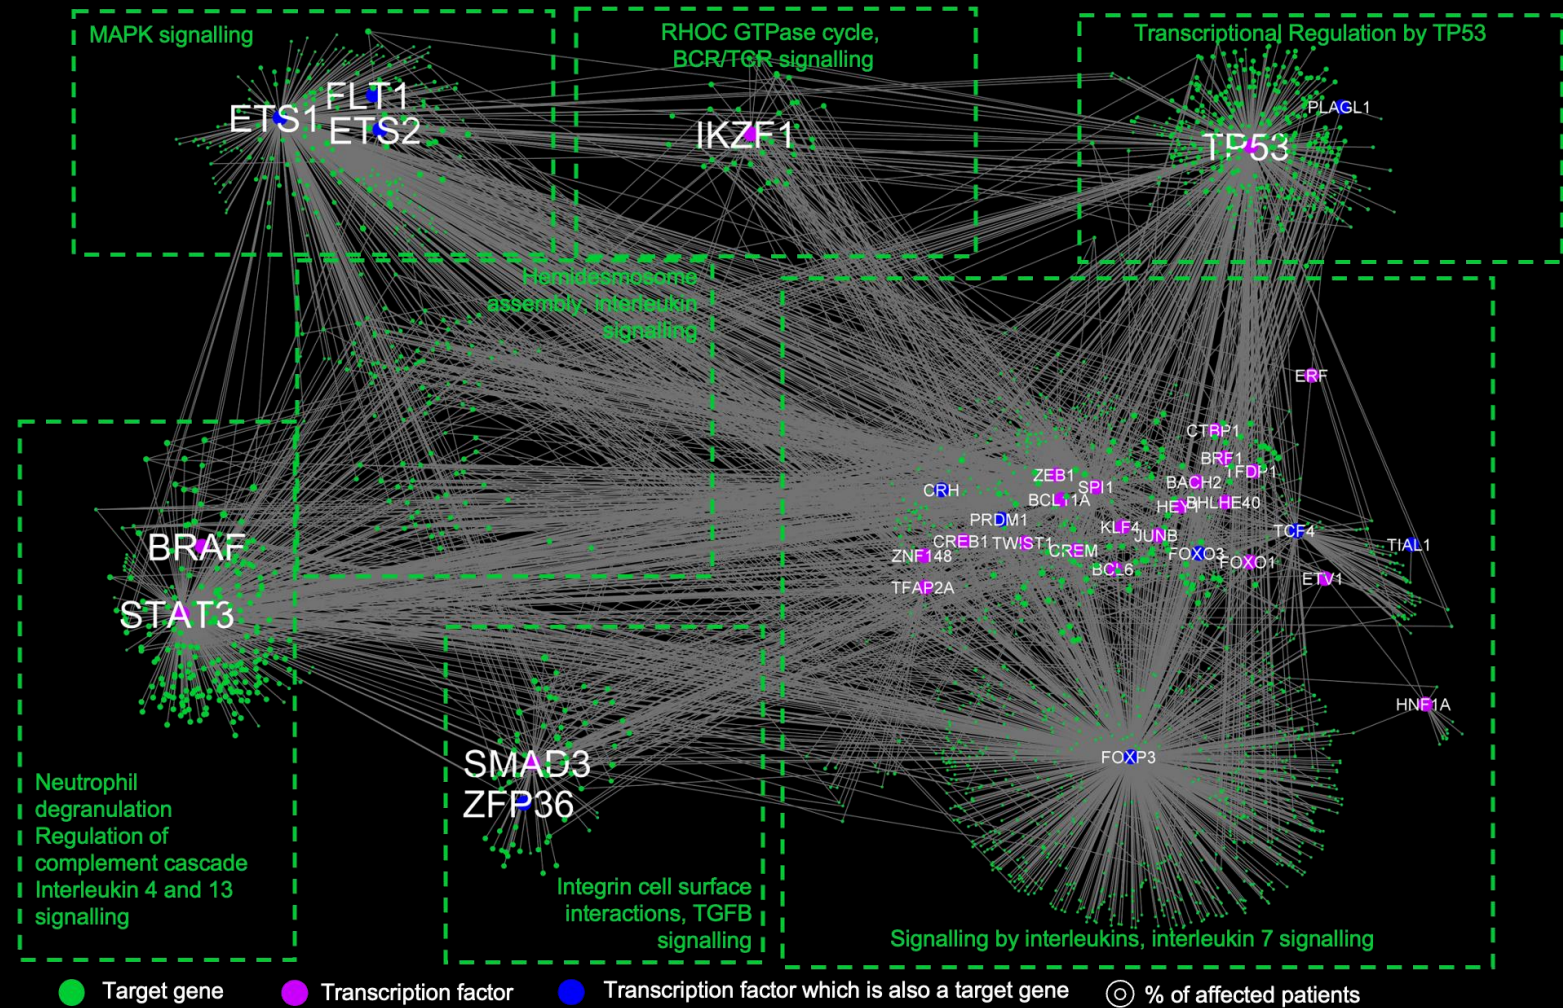 MAPK signalling
FLT1
ETS1
ETS2
RHOC GTPase cycle,
BCR/TCR signalling
IKZF1
Transcriptional Regulation by TP53
PLAGL1
TP53
Hemidesmosome
assembly, interleukin
signalling
ERF
CTBP1
BRF1
TFDP1
ZEB1
BACH2
SPI1
CRH
BCL11A
HEY1
BHLHE40
PRDM1
KLF4
JUNB
TCF4
CREB1
TWIST1
CREM
FOXO3
TIAL1
ZNF148
FOXO1
BCL6
ETV1
TFAP2A
BRAF
STAT3
HNF1A
SMAD3
ZFP36
FOXP3
Neutrophil
degranulation
Regulation of
complement cascade
Interleukin 4 and 13
signalling
Integrin cell surface
interactions, TGFB
signalling
Signalling by interleukins, interleukin 7 signalling
Target gene
Transcription factor
Transcription factor which is also a target gene
% of affected patients